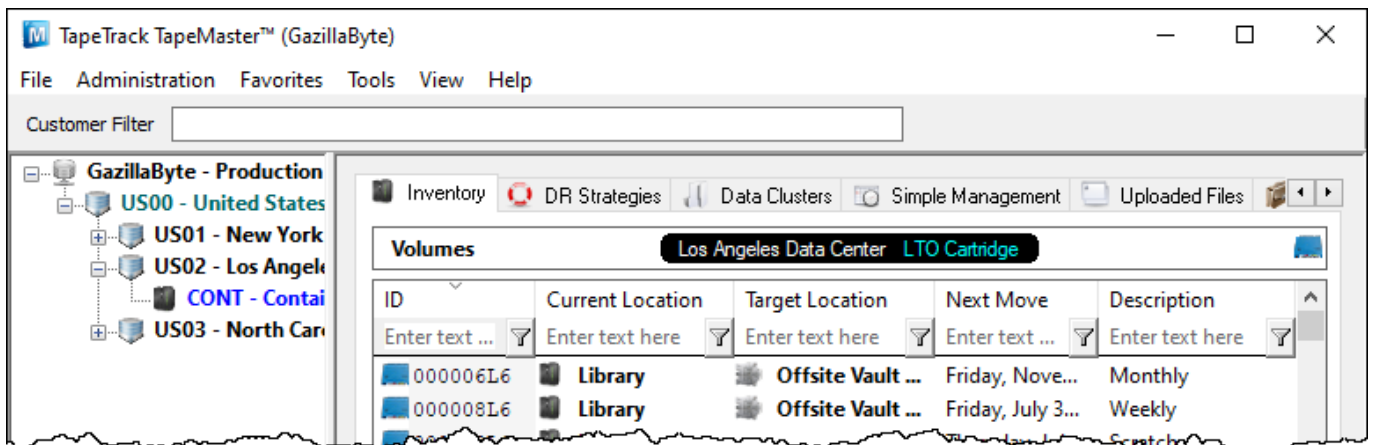 TapeTrack TapeMaster™ (GazillaByte)
File Administration Favorites Tools View Help
Customer Filter
GazillaByte - Production
US00 - United States
US01 - New York
US02 - Los Angele
CONT - Contai
US03 - North Car
Inventory DR Strategies Data Clusters Simple Management Uploaded Files
Volumes Los Angeles Data Center LTO Cartridge
ID Current Location Target Location Next Move Description
Enter text ... Enter text here Enter text here Enter text ... Enter text here
000006L6 Library Offsite Vault ... Friday, Nove... Monthly
000008L6 Library Offsite Vault ... Friday, July 3... Weekly